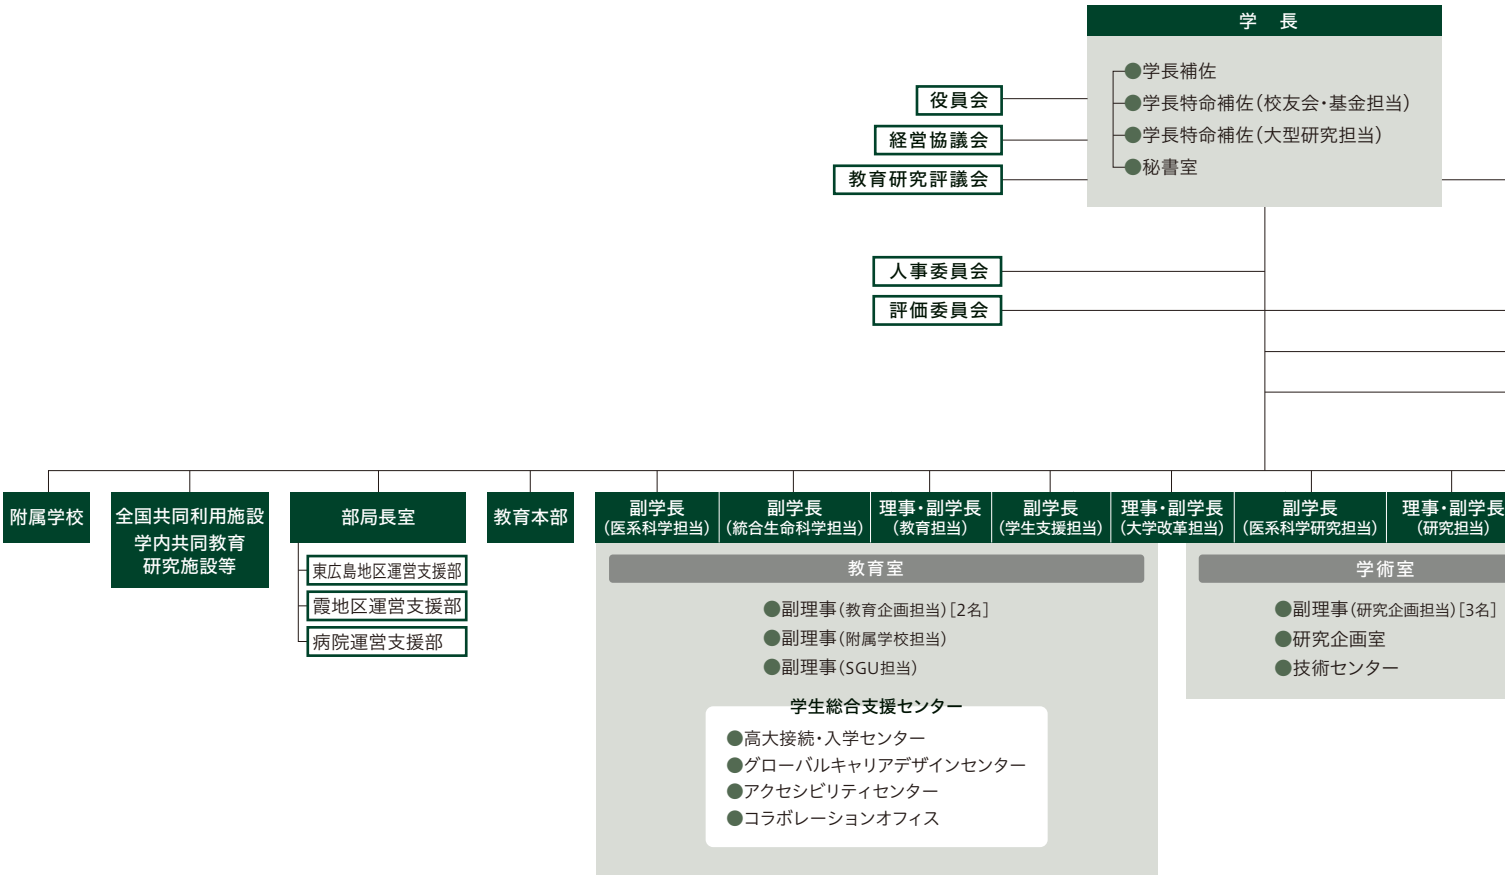 学 長
●学長補佐
●学長特命補佐（校友会・基金担当）
●学長特命補佐（大型研究担当）
●秘書室
役員会
経営協議会
教育研究評議会
人事委員会
評価委員会
附属学校
全国共同利用施設
学内共同教育
研究施設等
部局長室
東広島地区運営支援部
霞地区運営支援部
病院運営支援部
教育本部
副学長
（医系科学担当）
副学長
（統合生命科学担当）
理事・副学長
（教育担当）
副学長
（学生支援担当）
理事・副学長
（大学改革担当）
副学長
（医系科学研究担当）
理事・副学長
（研究担当）
教育室
●副理事（教育企画担当）［2名］
●副理事（附属学校担当）
●副理事（SGU担当）
学生総合支援センター
●高大接続・入学センター
●グローバルキャリアデザインセンター
●アクセシビリティセンター
●コラボレーションオフィス
学術室
●副理事（研究企画担当）［3名］
●研究企画室
●技術センター